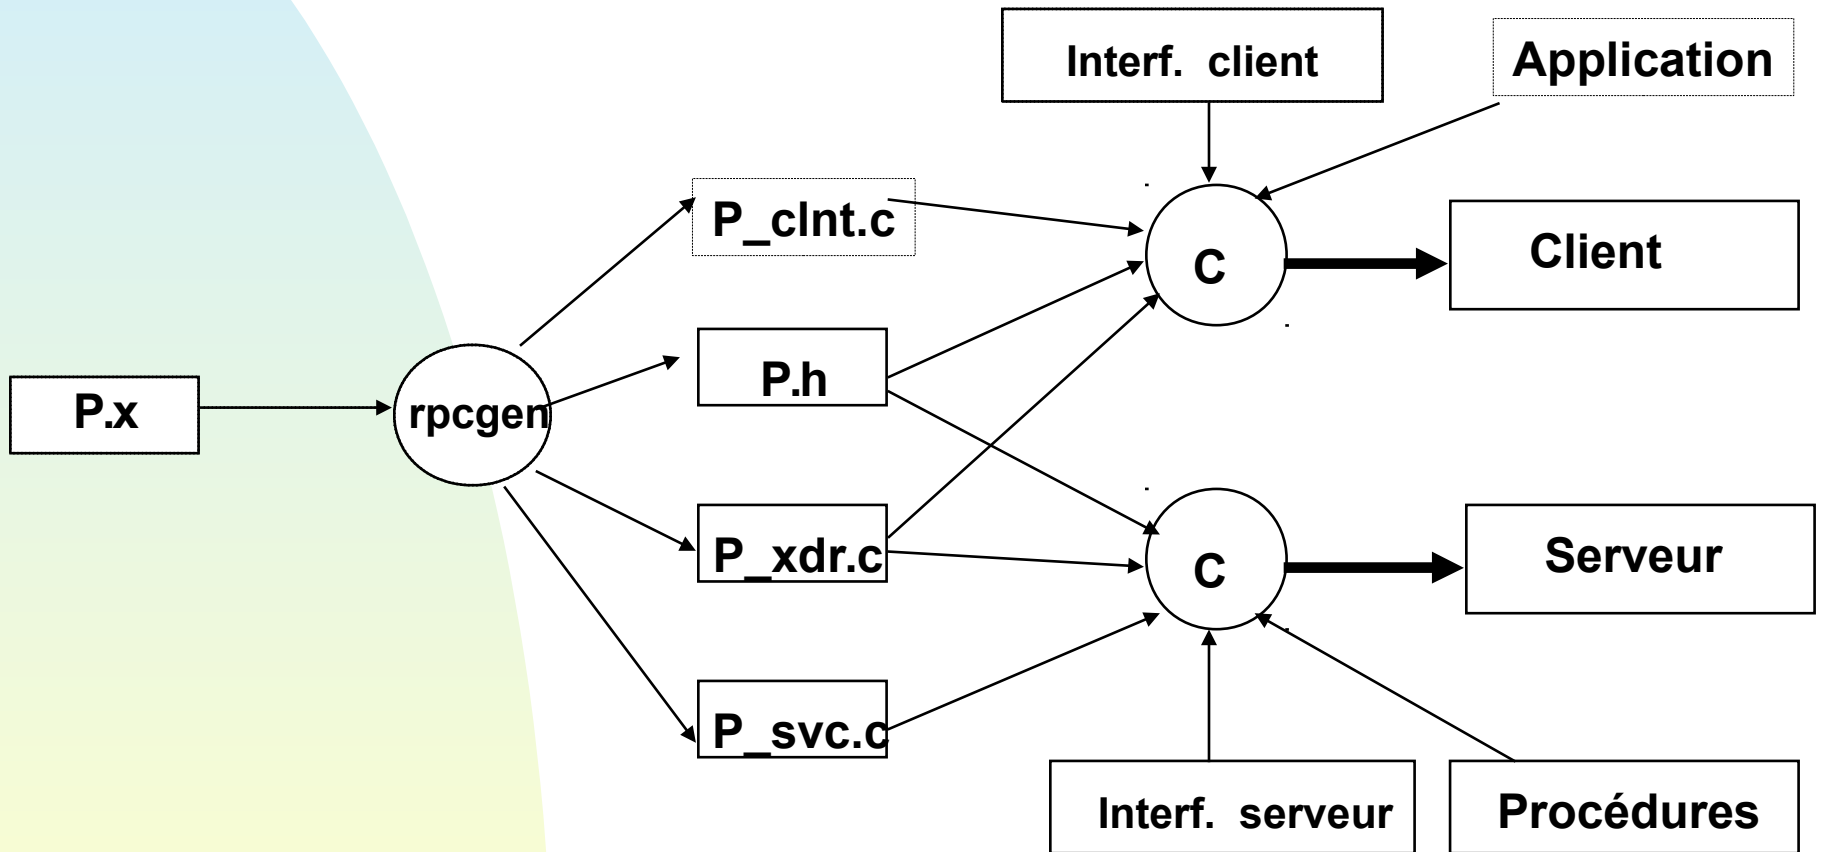 Interf. client
Application
P_clnt.c
C
Client
P.h
P.x
rpcgen
P_xdr.c
C
Serveur
P_svc.c
Interf. serveur
Procédures